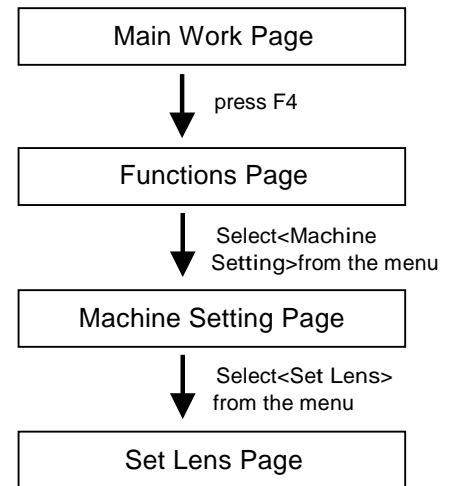 Main Work Page
press F4
Functions Page
Select<Machine
Setting>from the menu
Machine Setting Page
Select<Set Lens>
from the menu
Set Lens Page